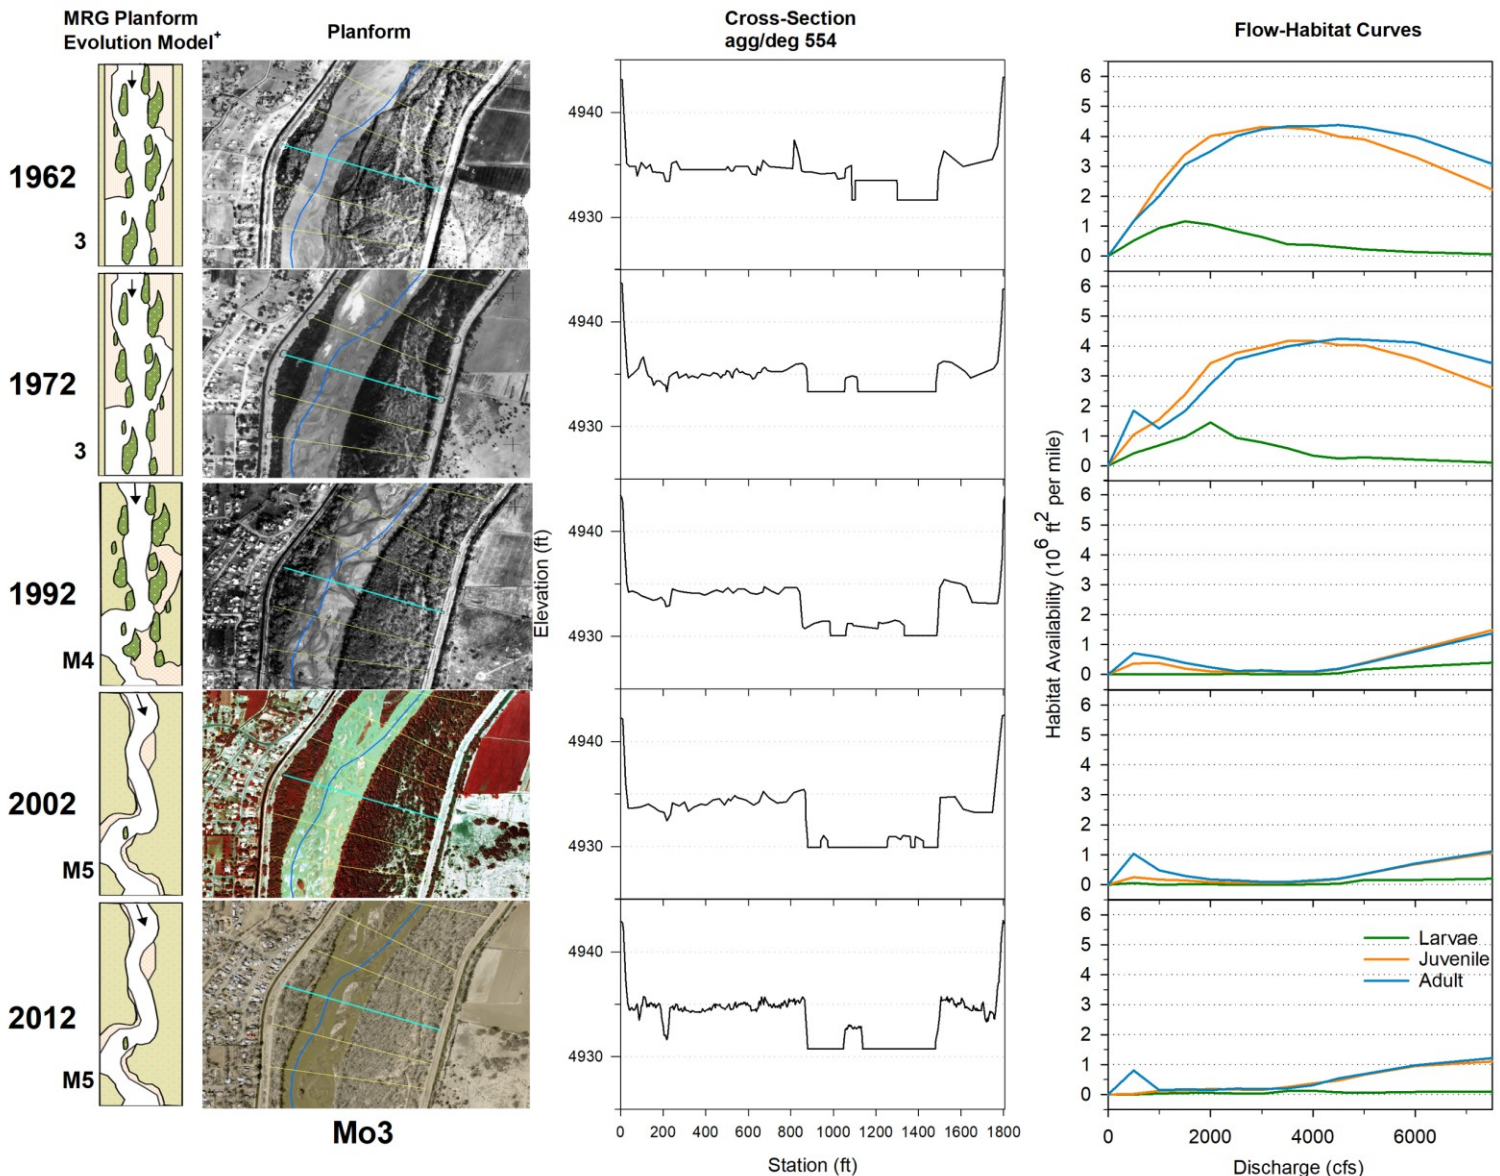 MRG Planform
Evolution Model+
Planform
Cross-Section
agg/deg 554
Flow-Habitat Curves
1962
3
1972
3
1992
M4
2002
M5
2012
M5
Mo3
Elevation (ft)
4940
4930
4940
4930
4940
4930
4940
4930
4940
4930
0 200 400 600 800 1000 1200 1400 1600 1800
Station (ft)
Habitat Availability (10^6 ft^2 per mile)
6
5
4
3
2
1
0
6
5
4
3
2
1
0
6
5
4
3
2
1
0
6
5
4
3
2
1
0
6
5
4
3
2
1
0
Larvae
Juvenile
Adult
0 2000 4000 6000
Discharge (cfs)